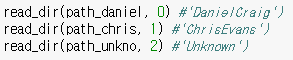 read_dir(path_daniel, 0) #'DanielCraig')
read_dir(path_chris, 1) #'ChrisEvans')
read_dir(path_unkno, 2) #'Unknown')